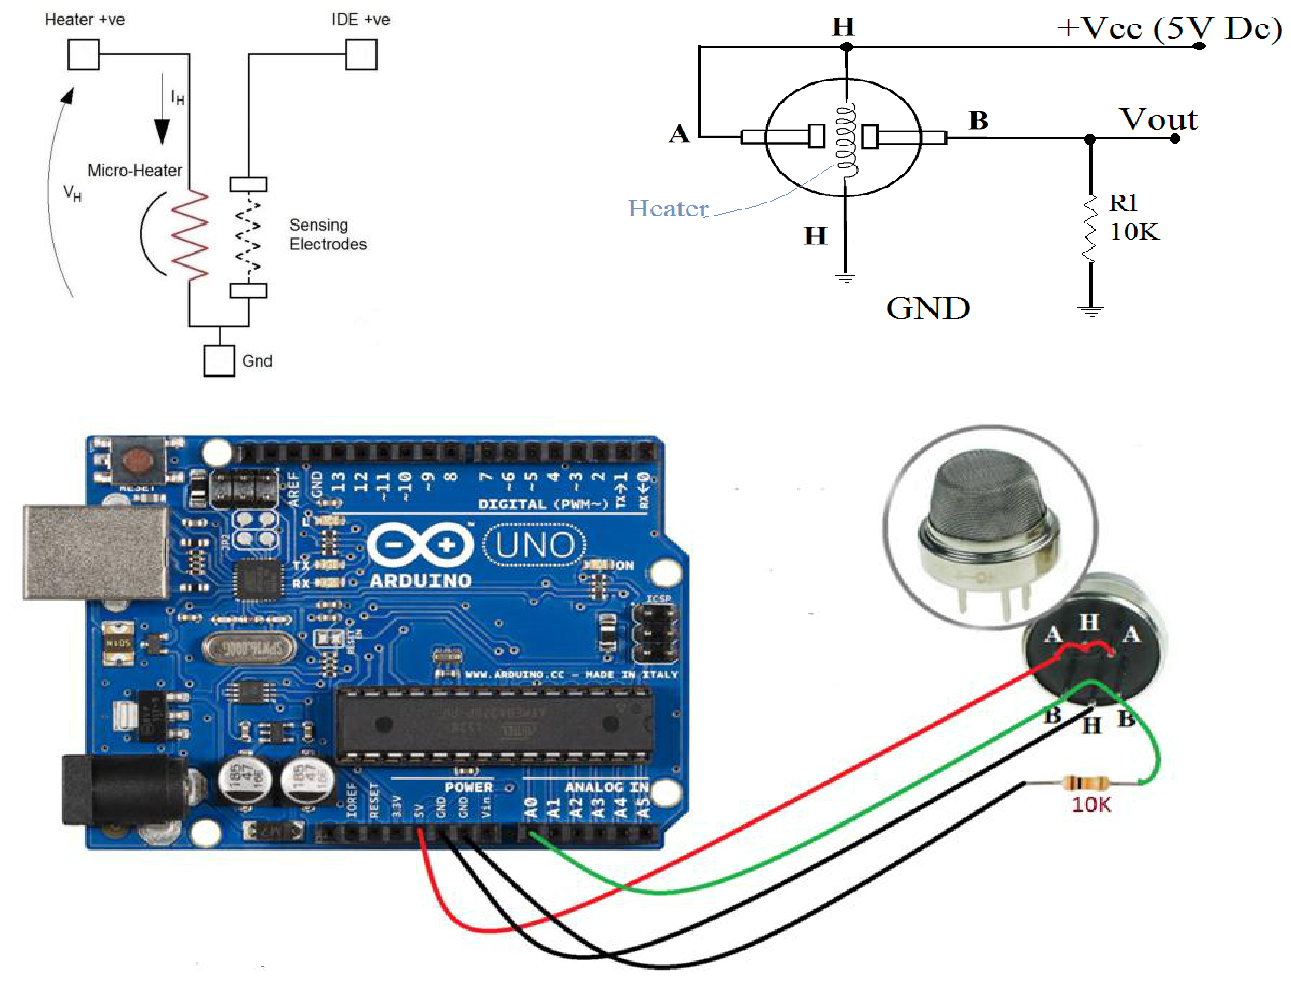 Heater +ve
IDE +ve
IH
Micro-Heater
VH
Sensing
Electrodes
Gnd
H
+Vcc (5V Dc)
A
B
Vout
Heater
H
R1
10K
GND
RESET
AREF
GND
13
12
~11
~10
~9
8
7
~6
~5
4
~3
2
TX→1
RX←0
DIGITAL (PWM~)
L
TX
RX
ARDUINO
UNO
™
ON
ICSP
WWW.ARDUINO.CC – MADE IN ITALY
POWER
ANALOG IN
IOREF
RESET
3.3V
5V
GND
GND
Vin
A0
A1
A2
A3
A4
A5
A
H
A
B
H
B
10K